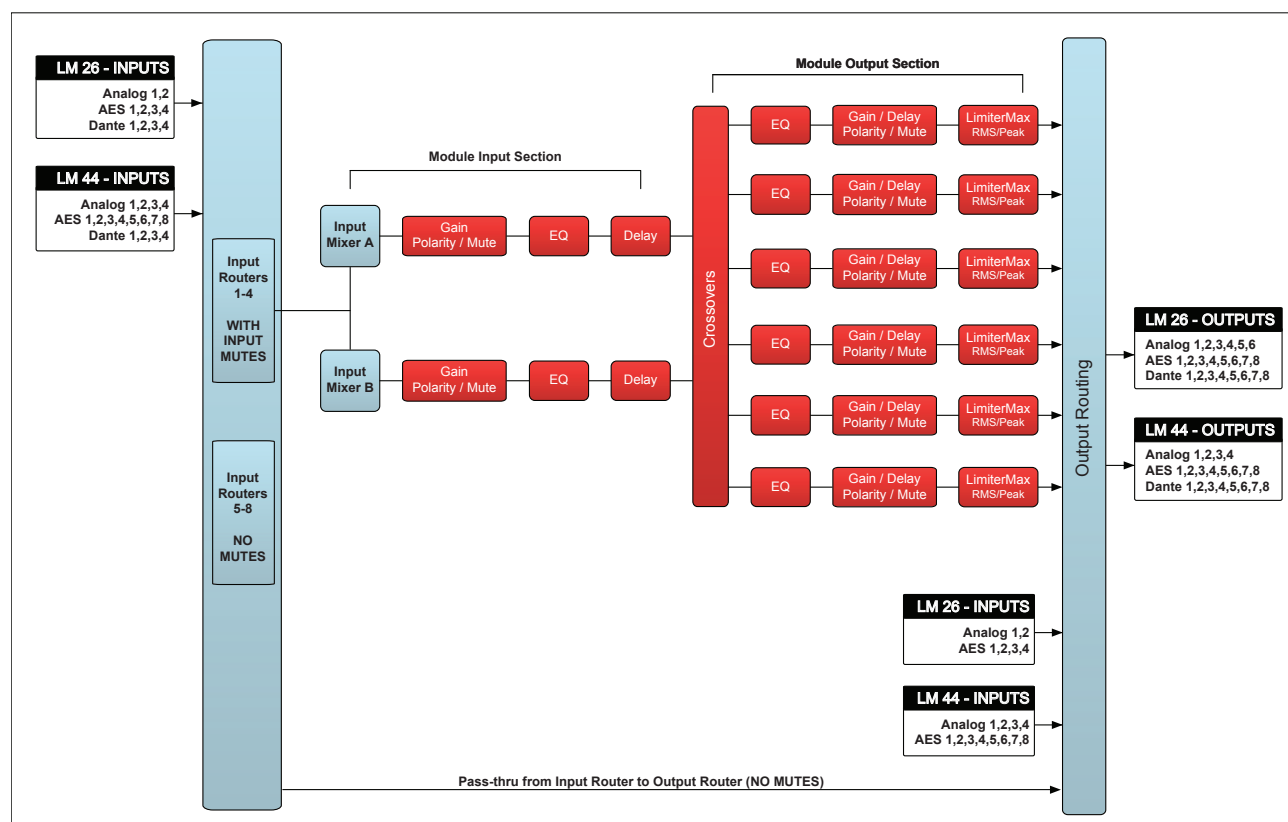 LM 26 - INPUTS
Analog 1,2
AES 1,2,3,4
Dante 1,2,3,4
LM 44 - INPUTS
Analog 1,2,3,4
AES 1,2,3,4,5,6,7,8
Dante 1,2,3,4
Input
Routers
1-4
WITH
INPUT
MUTES
Input
Routers
5-8
NO
MUTES
Module Input Section
Input
Mixer A
Gain
Polarity / Mute
EQ
Delay
Input
Mixer B
Gain
Polarity / Mute
EQ
Delay
Crossovers
Module Output Section
EQ
Gain / Delay
Polarity / Mute
LimiterMax
RMS/Peak
EQ
Gain / Delay
Polarity / Mute
LimiterMax
RMS/Peak
EQ
Gain / Delay
Polarity / Mute
LimiterMax
RMS/Peak
EQ
Gain / Delay
Polarity / Mute
LimiterMax
RMS/Peak
EQ
Gain / Delay
Polarity / Mute
LimiterMax
RMS/Peak
EQ
Gain / Delay
Polarity / Mute
LimiterMax
RMS/Peak
Output Routing
LM 26 - OUTPUTS
Analog 1,2,3,4,5,6
AES 1,2,3,4,5,6,7,8
Dante 1,2,3,4,5,6,7,8
LM 44 - OUTPUTS
Analog 1,2,3,4
AES 1,2,3,4,5,6,7,8
Dante 1,2,3,4,5,6,7,8
LM 26 - INPUTS
Analog 1,2
AES 1,2,3,4
LM 44 - INPUTS
Analog 1,2,3,4
AES 1,2,3,4,5,6,7,8
Pass-thru from Input Router to Output Router (NO MUTES)